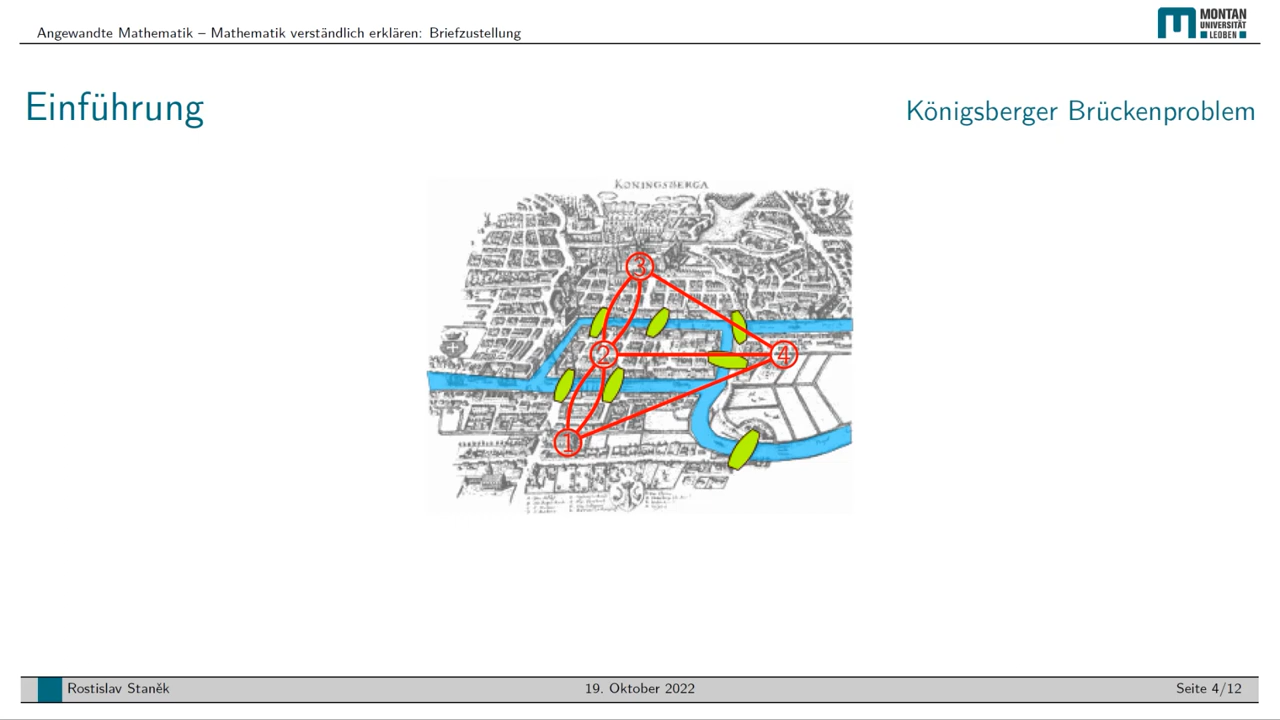 Angewandte Mathematik – Mathematik verständlich erklären: Briefzustellung
MONTAN
UNIVERSITÄT
LEOBEN
Einführung
Königsberger Brückenproblem
KONINGSBERGA
3
2
4
1
Rostislav Staněk
19. Oktober 2022
Seite 4/12